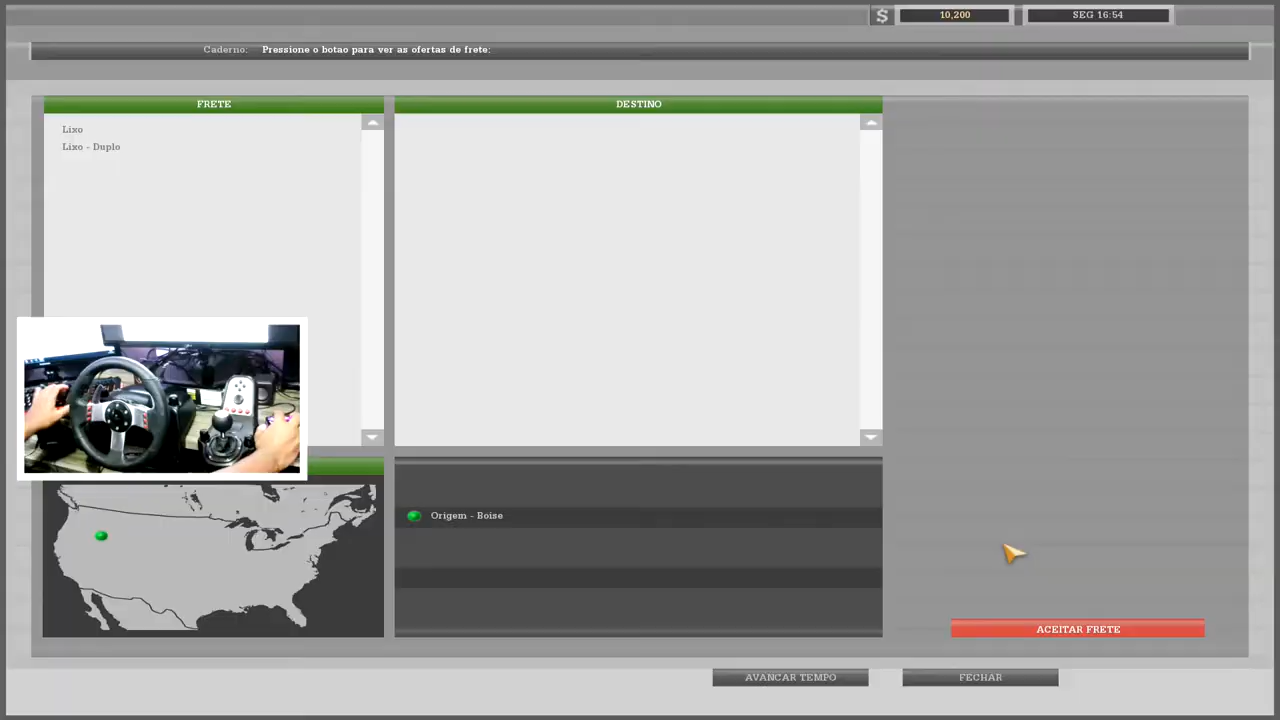 $ 10,200 SEG 16:54
Caderno: Pressione o botao para ver as ofertas de frete:
FRETE DESTINO
Lixo
Lixo - Duplo
Origem - Boise
ACEITAR FRETE
AVANCAR TEMPO FECHAR